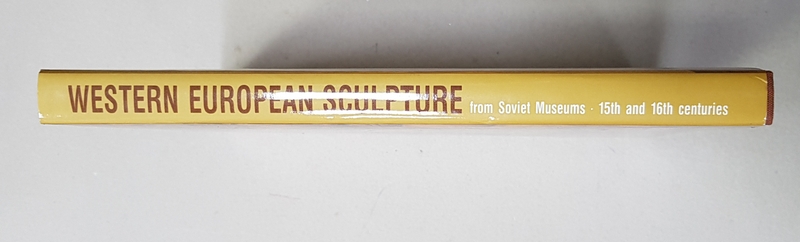 WESTERN EUROPEAN SCULPTURE from Soviet Museums · 15th and 16th centuries